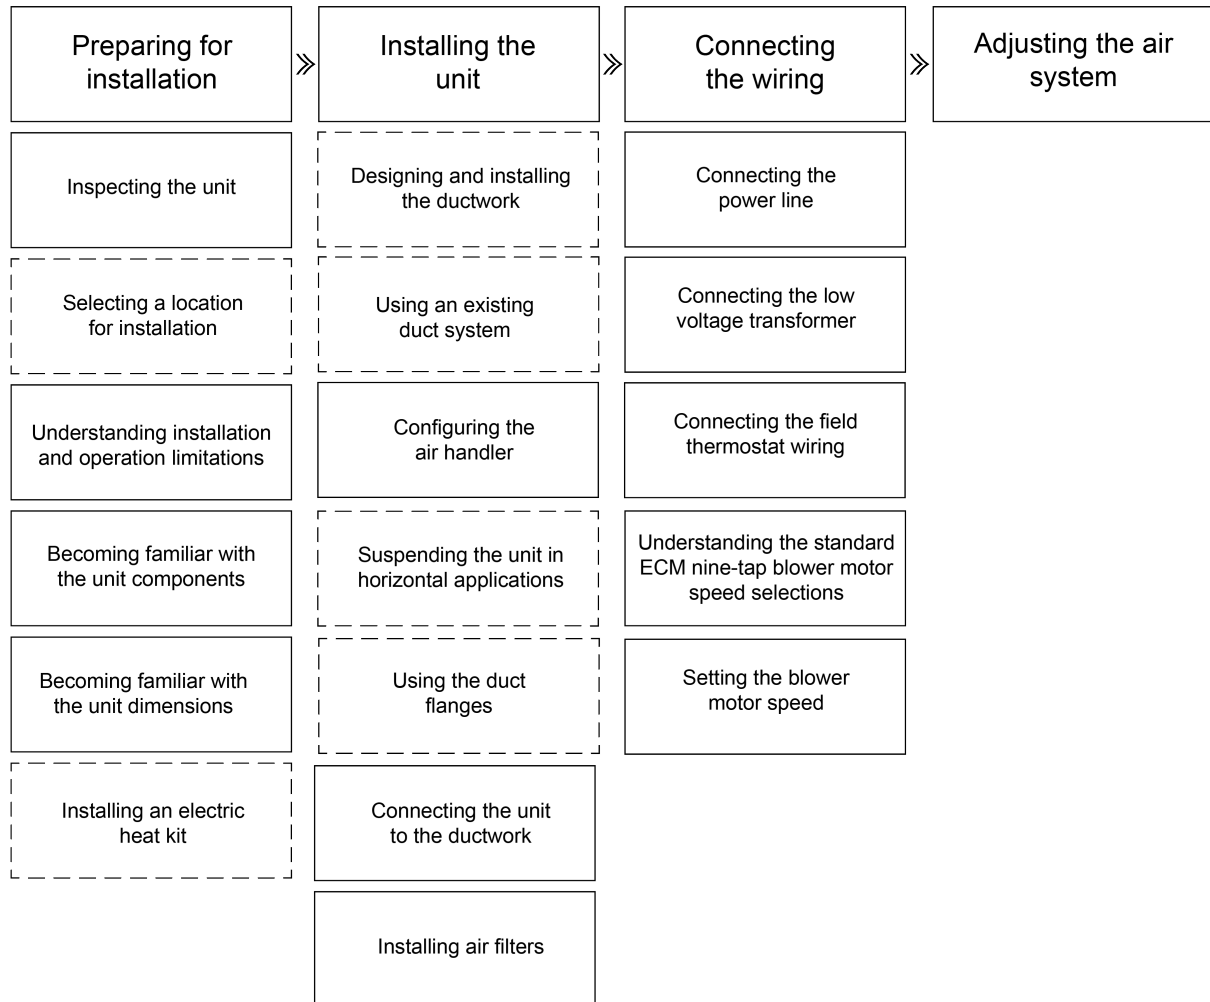 Preparing for
installation
Inspecting the unit
Selecting a location
for installation
Understanding installation
and operation limitations
Becoming familiar with
the unit components
Becoming familiar with
the unit dimensions
Installing an electric
heat kit
Installing the
unit
Designing and installing
the ductwork
Using an existing
duct system
Configuring the
air handler
Suspending the unit in
horizontal applications
Using the duct
flanges
Connecting the unit
to the ductwork
Installing air filters
Connecting
the wiring
Connecting the
power line
Connecting the low
voltage transformer
Connecting the field
thermostat wiring
Understanding the standard
ECM nine-tap blower motor
speed selections
Setting the blower
motor speed
Adjusting the air
system